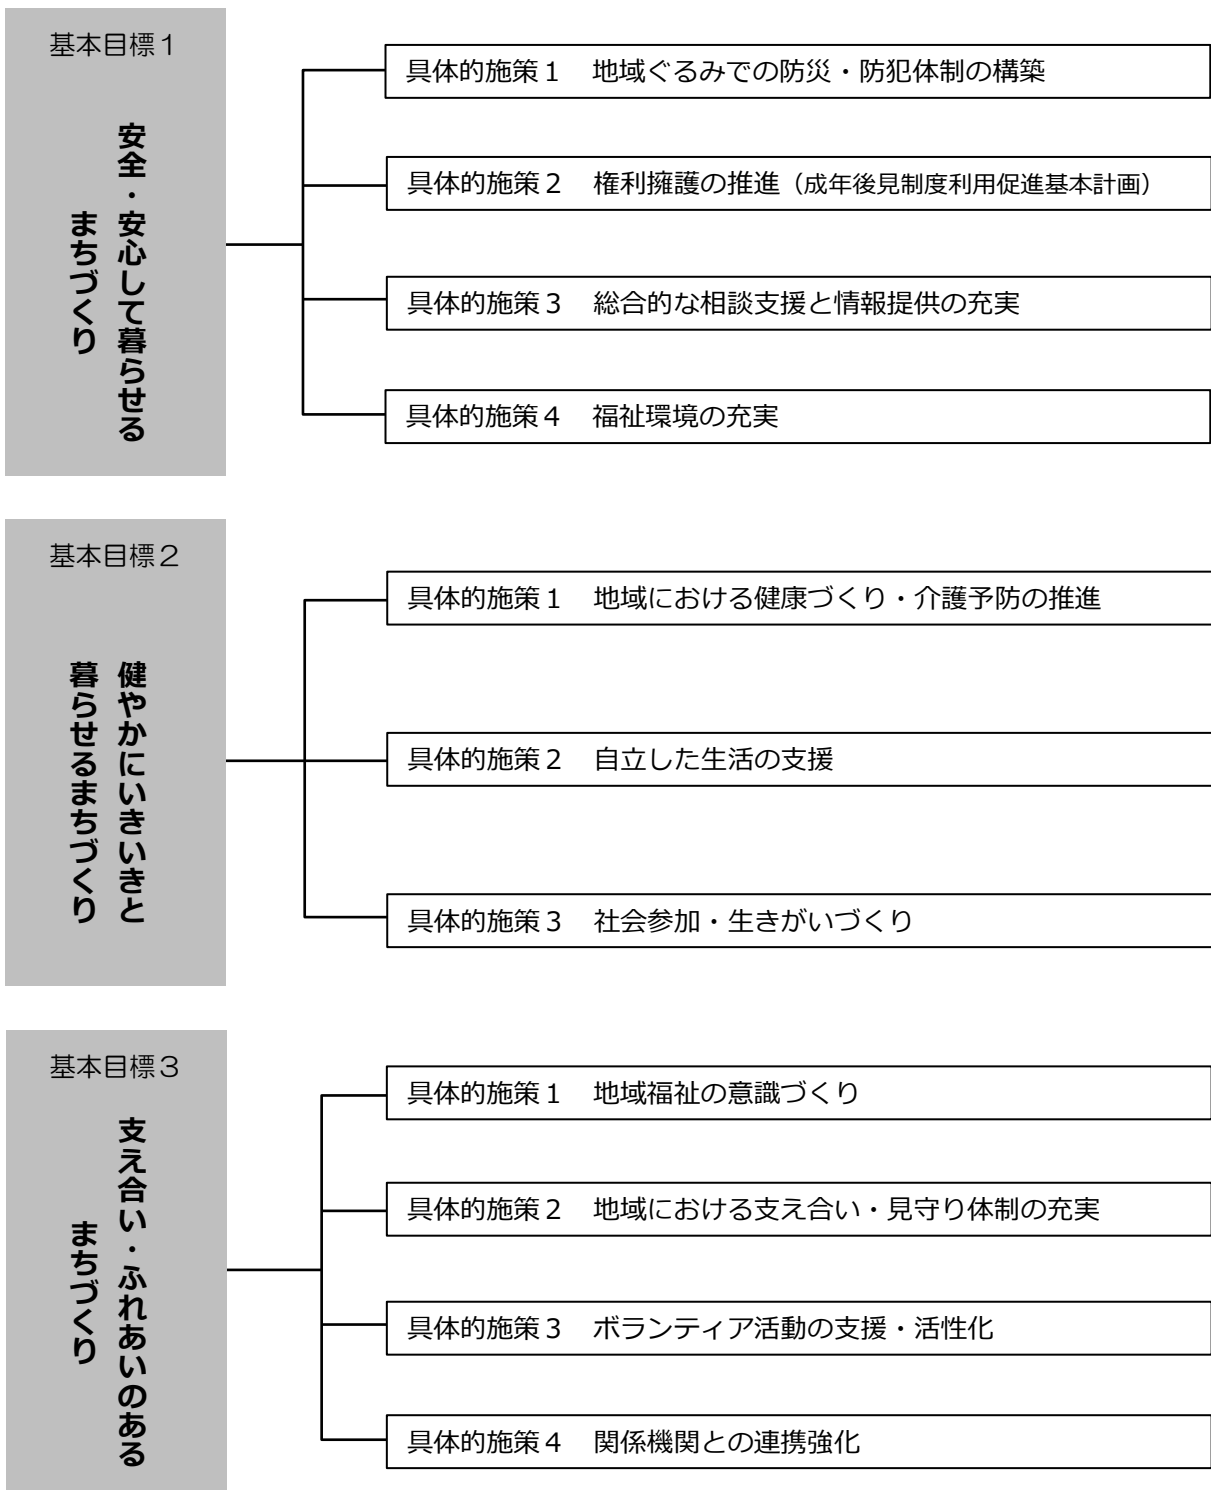 基本目標１
安全・安心して暮らせる
まちづくり
具体的施策１　地域ぐるみでの防災・防犯体制の構築
具体的施策２　権利擁護の推進（成年後見制度利用促進基本計画）
具体的施策３　総合的な相談支援と情報提供の充実
具体的施策４　福祉環境の充実
基本目標２
健やかにいきいきと
暮らせるまちづくり
具体的施策１　地域における健康づくり・介護予防の推進
具体的施策２　自立した生活の支援
具体的施策３　社会参加・生きがいづくり
基本目標３
支え合い・ふれあいのある
まちづくり
具体的施策１　地域福祉の意識づくり
具体的施策２　地域における支え合い・見守り体制の充実
具体的施策３　ボランティア活動の支援・活性化
具体的施策４　関係機関との連携強化